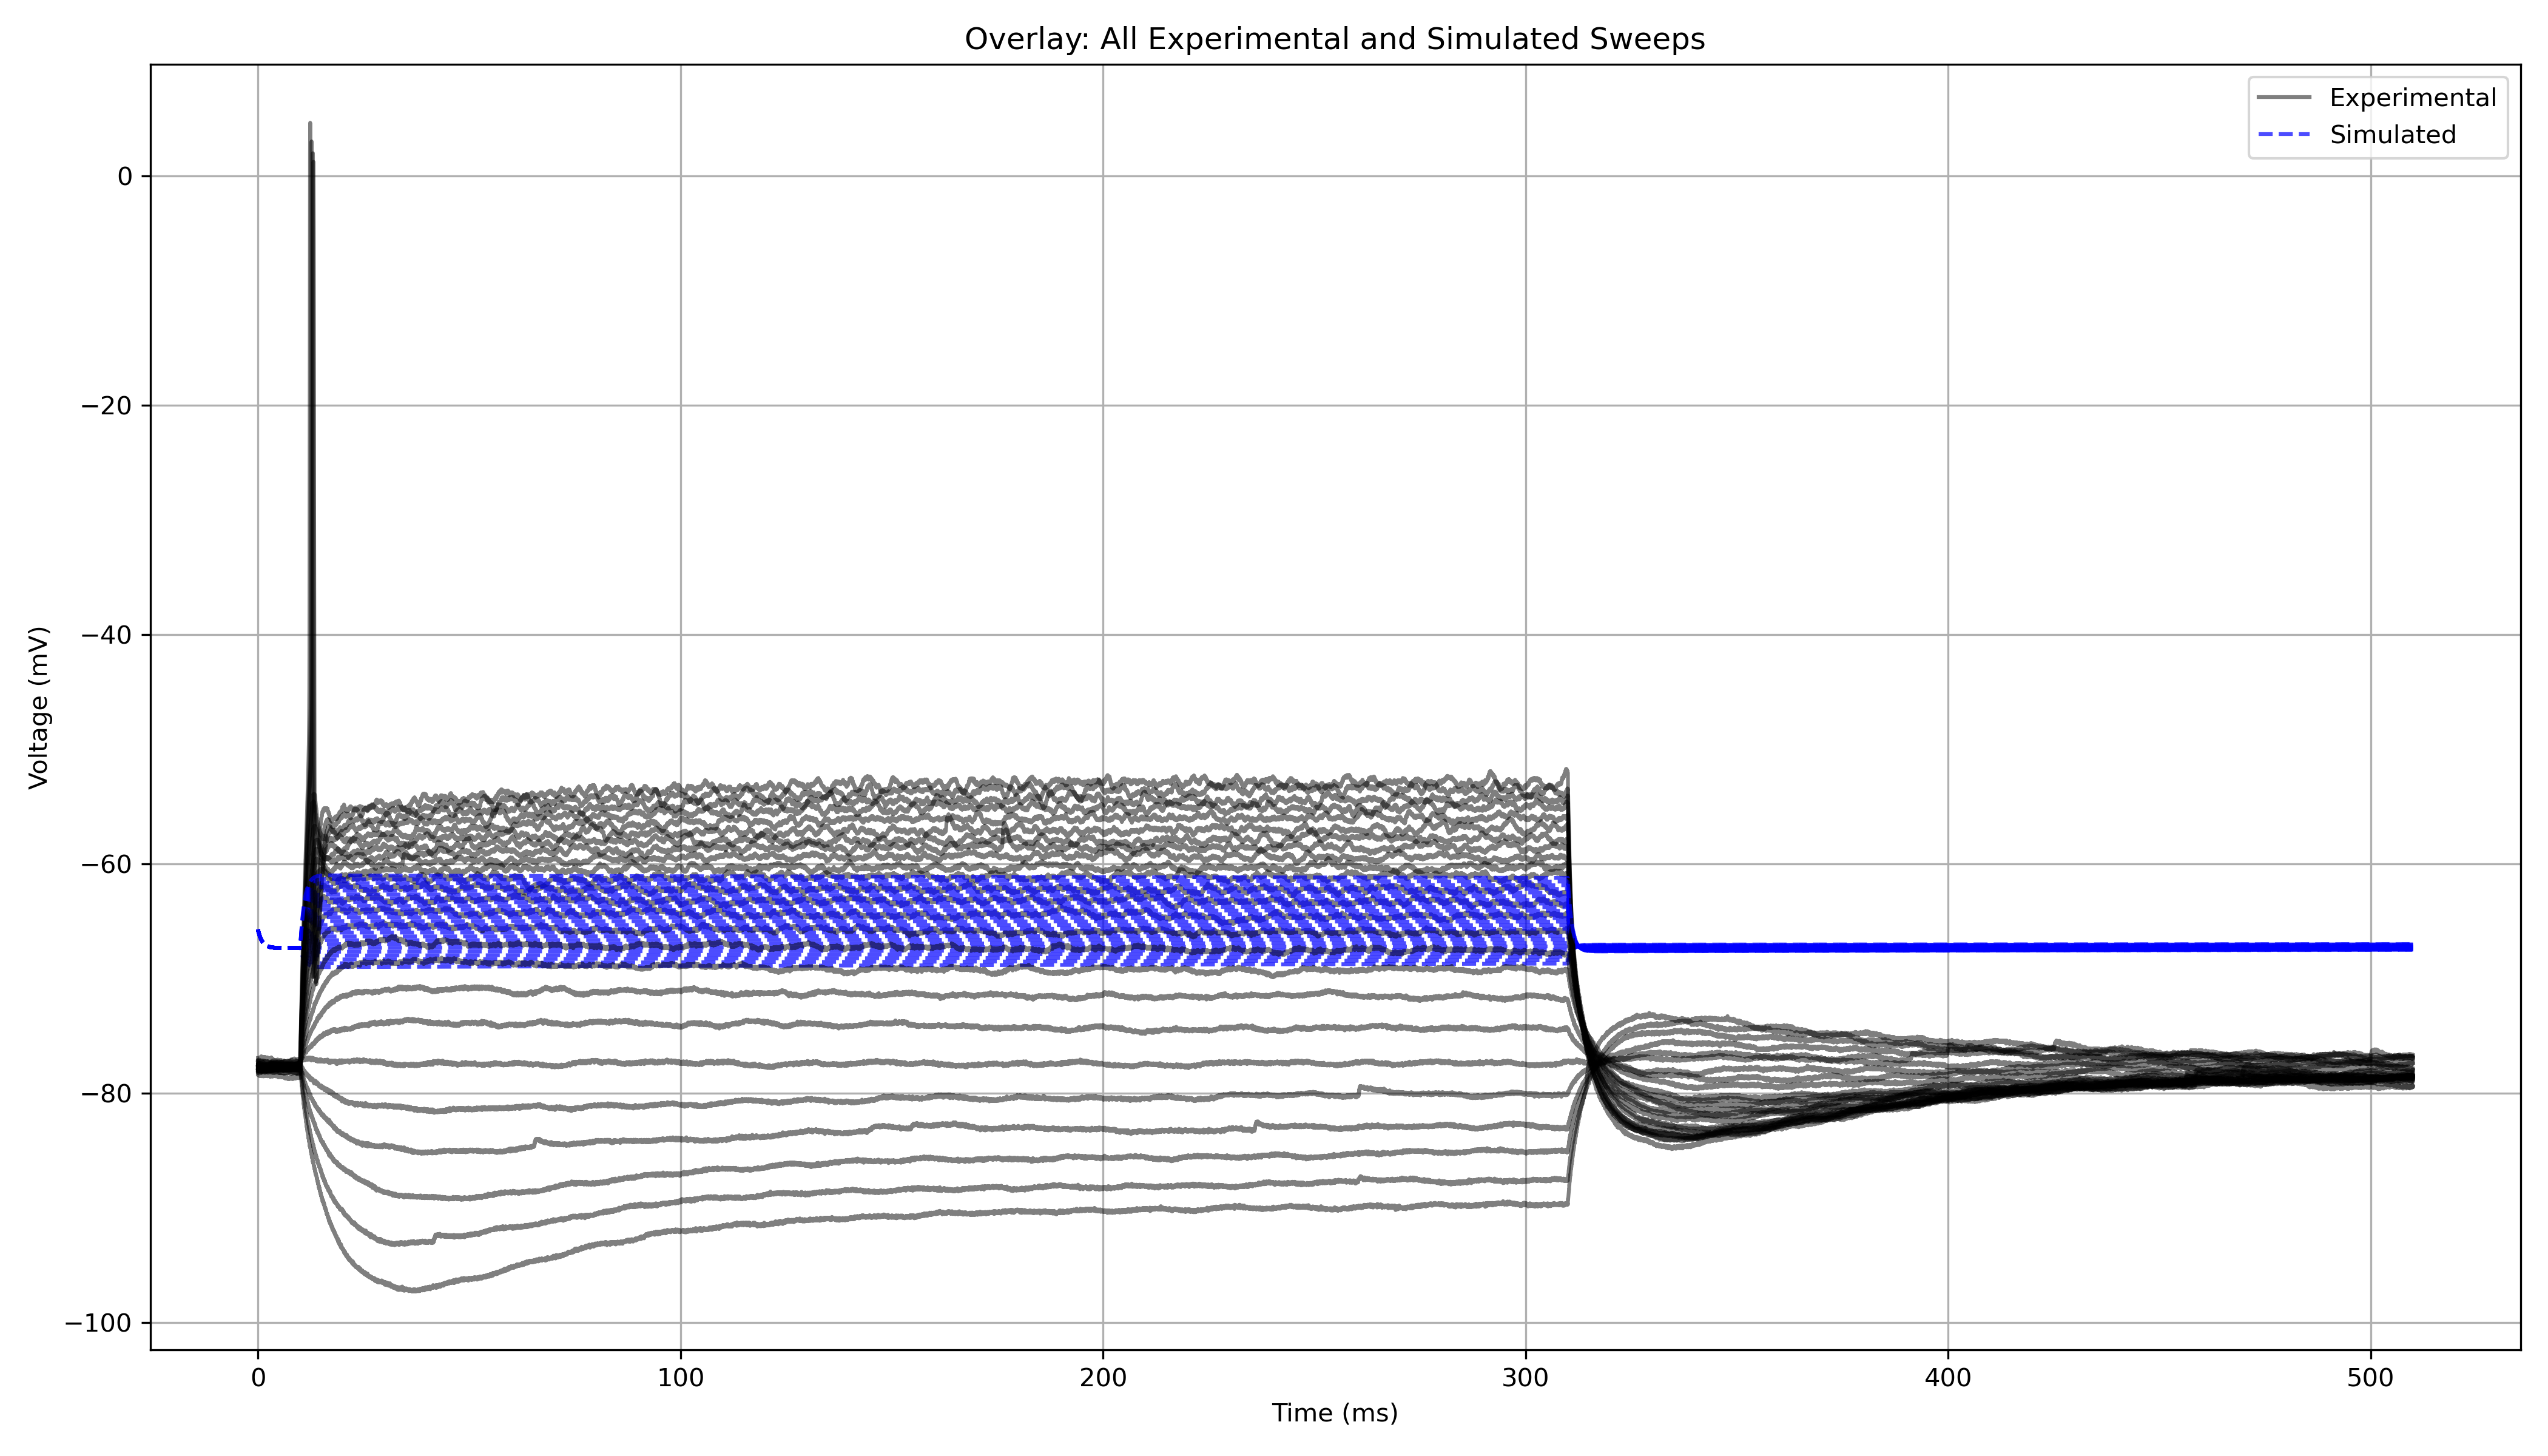 Overlay: All Experimental and Simulated Sweeps
Experimental
Simulated
Voltage (mV)
0
−20
−40
−60
−80
−100
0 100 200 300 400 500
Time (ms)